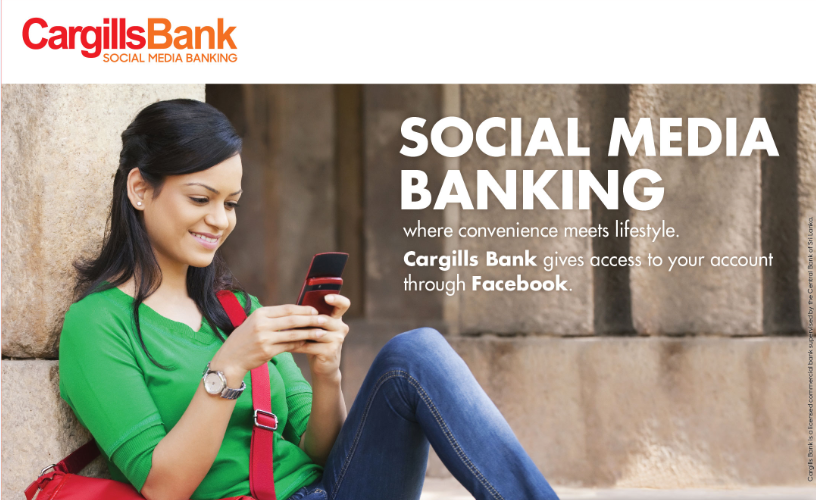 CargillsBank
SOCIAL MEDIA BANKING
SOCIAL MEDIA
BANKING
where convenience meets lifestyle.
Cargills Bank gives access to your account
through Facebook.
Cargills Bank is a licensed commercial bank supervised by the Central Bank of Sri Lanka.